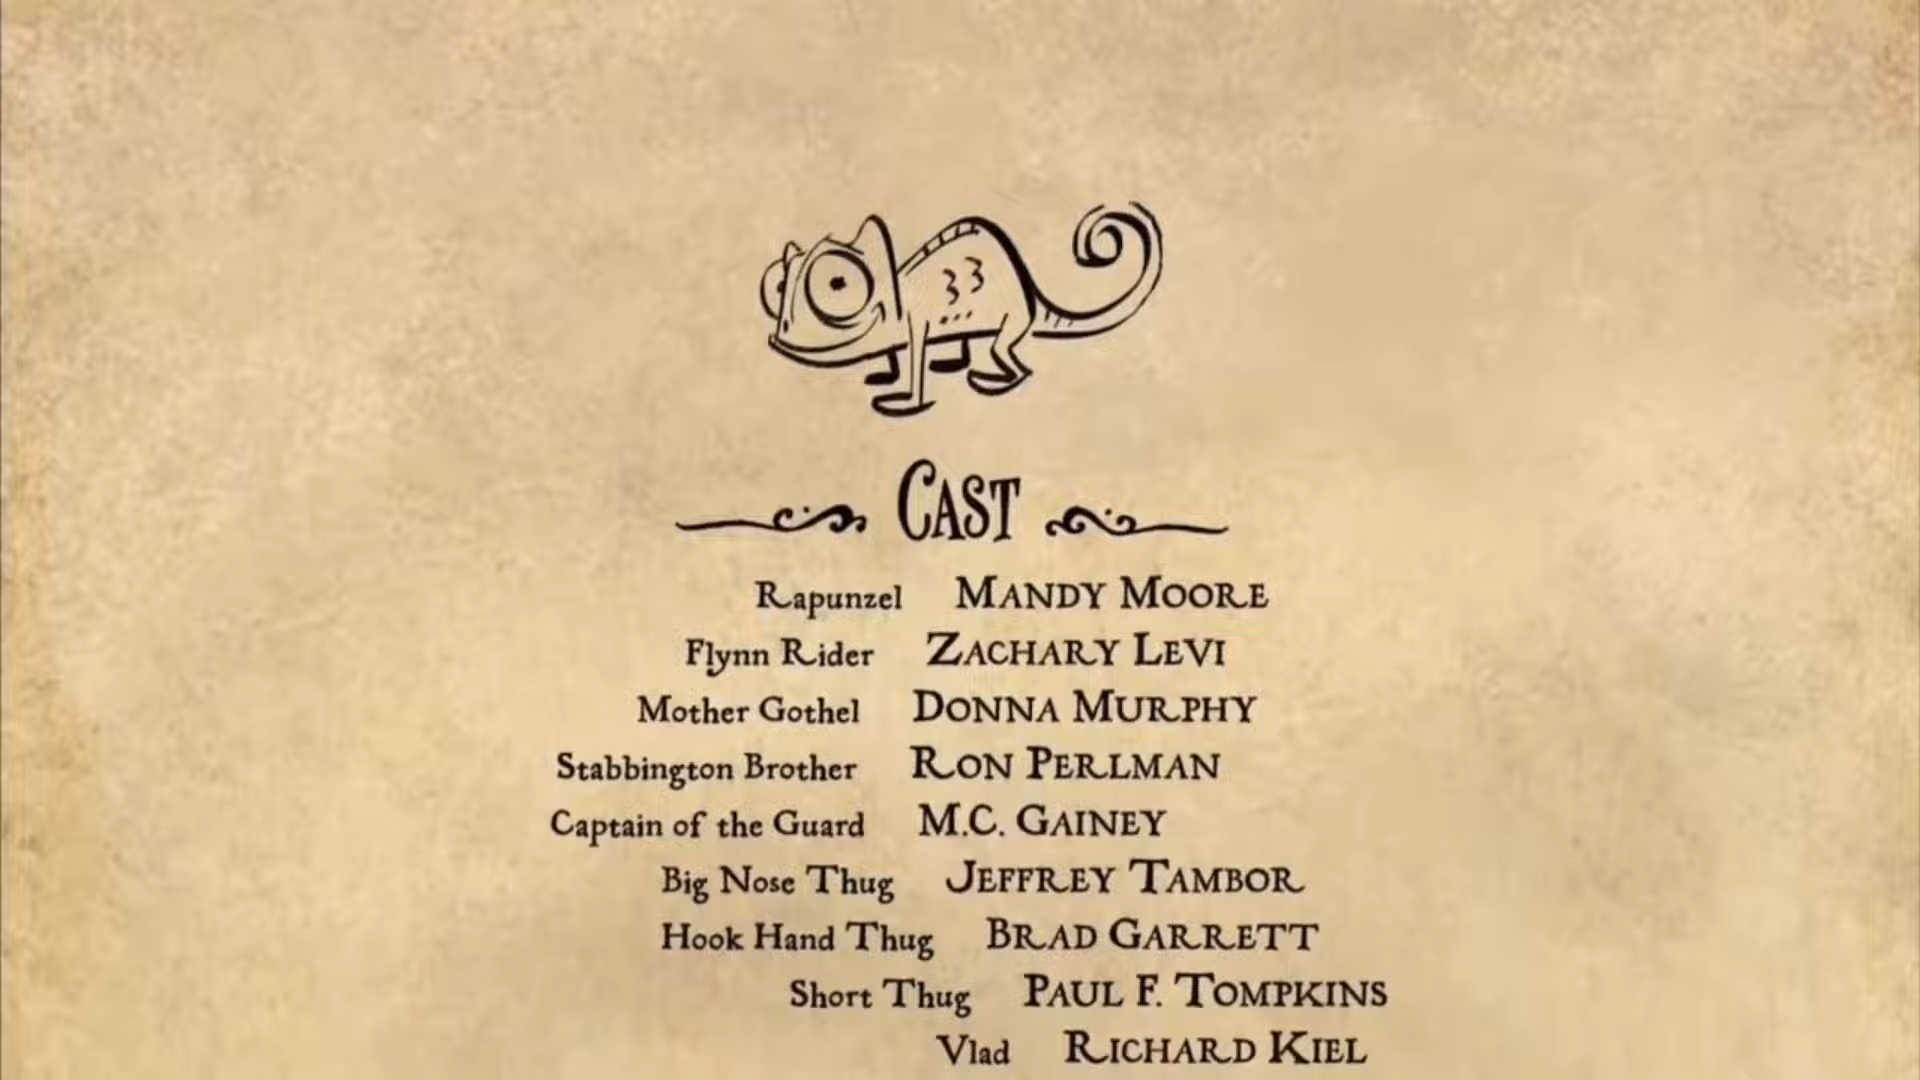 Cast
Rapunzel Mandy Moore
Flynn Rider Zachary Levi
Mother Gothel Donna Murphy
Stabbington Brother Ron Perlman
Captain of the Guard M.C. Gainey
Big Nose Thug Jeffrey Tambor
Hook Hand Thug Brad Garrett
Short Thug Paul F. Tompkins
Vlad Richard Kiel